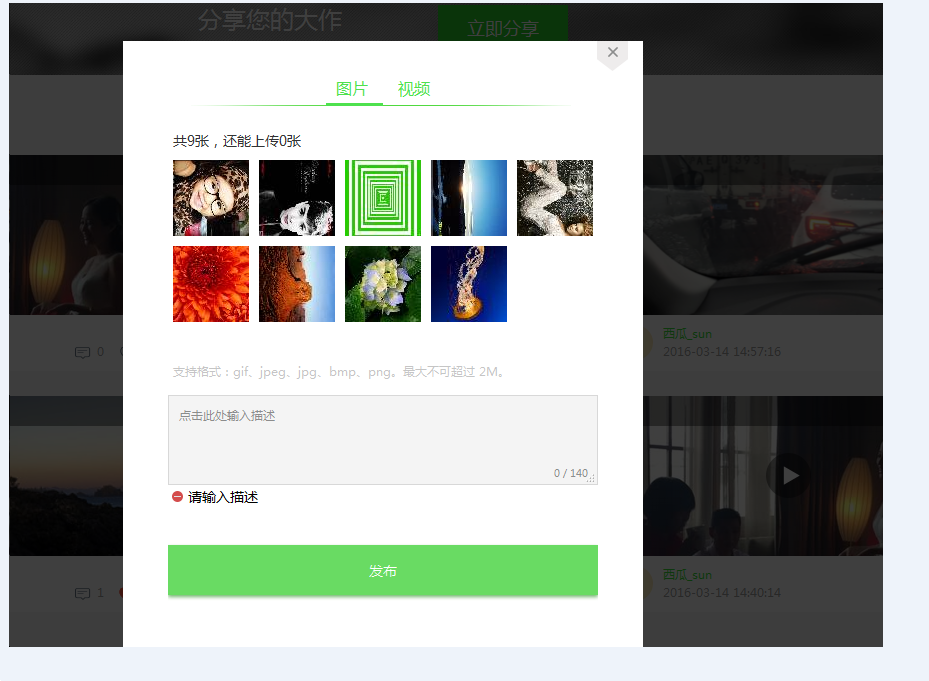 分享您的大作
立即分享
图片 视频
共9张，还能上传0张
支持格式：gif、jpeg、jpg、bmp、png。最大不可超过 2M。
点击此处输入描述
0 / 140
请输入描述
发布
西瓜_sun
2016-03-14 14:57:16
0
西瓜_sun
2016-03-14 14:40:14
1